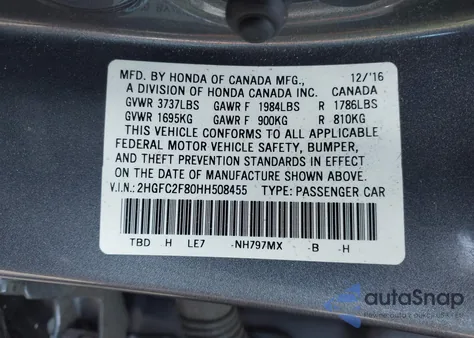 MFD. BY HONDA OF CANADA MFG., 12/'16
A DIVISION OF HONDA CANADA INC. CANADA
GVWR 3737LBS GAWR F 1984LBS R 1786LBS
GVWR 1695KG GAWR F 900KG R 810KG
THIS VEHICLE CONFORMS TO ALL APPLICABLE
FEDERAL MOTOR VEHICLE SAFETY, BUMPER,
AND THEFT PREVENTION STANDARDS IN EFFECT
ON THE DATE OF MANUFACTURE SHOWN ABOVE.
V.I.N.: 2HGFC2F80HH508455 TYPE: PASSENGER CAR
TBD H LE7 -NH797MX -B -H
autoSnap